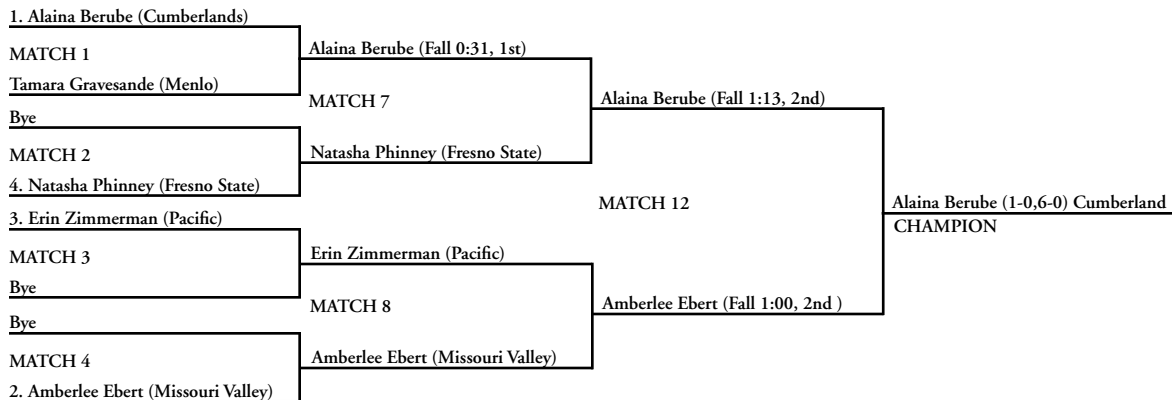 1. Alaina Berube (Cumberlands)
MATCH 1
Tamara Gravesande (Menlo)
Bye
MATCH 2
4. Natasha Phinney (Fresno State)
3. Erin Zimmerman (Pacific)
MATCH 3
Bye
Bye
MATCH 4
2. Amberlee Ebert (Missouri Valley)
Alaina Berube (Fall 0:31, 1st)
MATCH 7
Natasha Phinney (Fresno State)
Erin Zimmerman (Pacific)
MATCH 8
Amberlee Ebert (Missouri Valley)
Alaina Berube (Fall 1:13, 2nd)
MATCH 12
Amberlee Ebert (Fall 1:00, 2nd )
Alaina Berube (1-0,6-0) Cumberland
CHAMPION